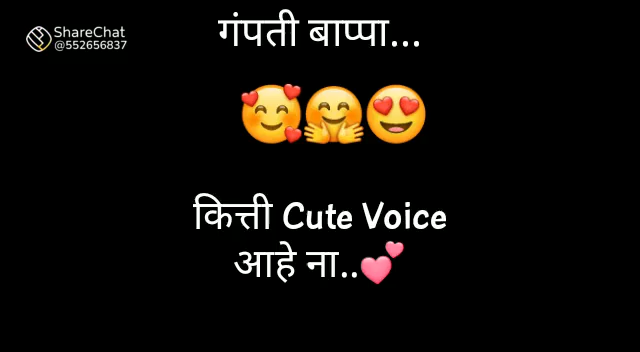 ShareChat
@552656837
गंपती बाप्पा...
🥰🤗😍
कित्ती Cute Voice
आहे ना..💕